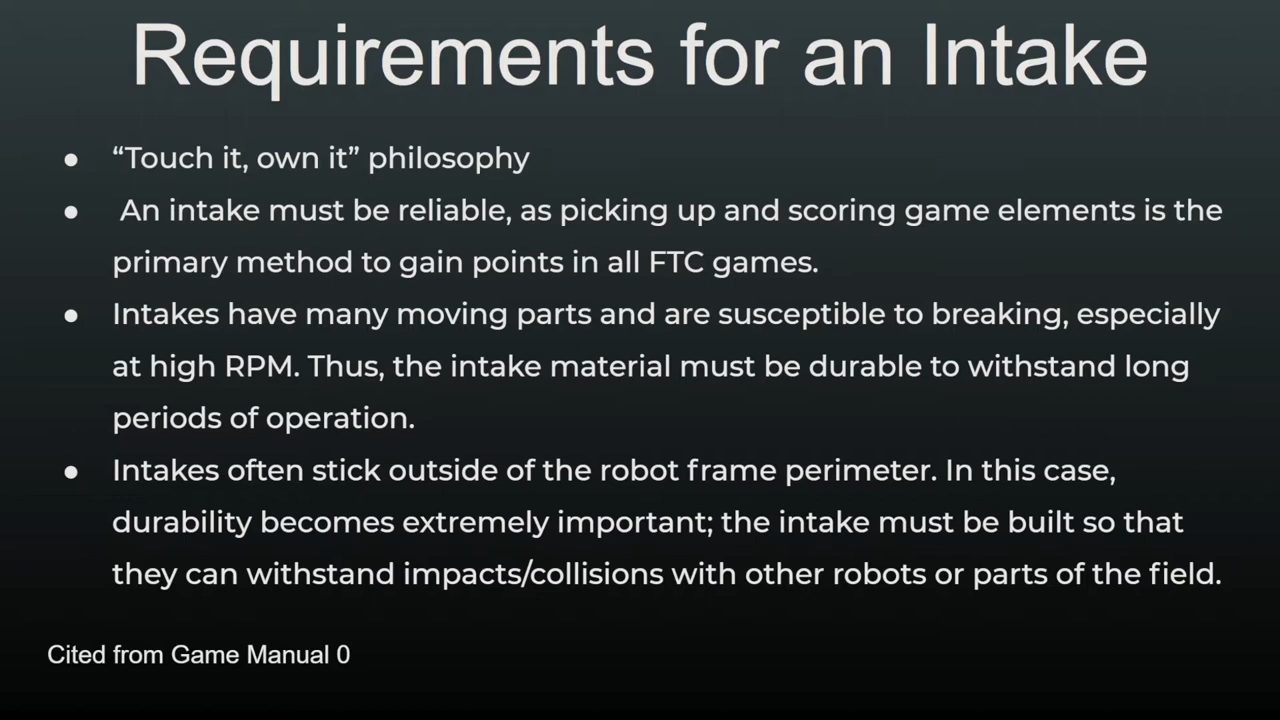 Requirements for an Intake
● “Touch it, own it” philosophy
● An intake must be reliable, as picking up and scoring game elements is the
primary method to gain points in all FTC games.
● Intakes have many moving parts and are susceptible to breaking, especially
at high RPM. Thus, the intake material must be durable to withstand long
periods of operation.
● Intakes often stick outside of the robot frame perimeter. In this case,
durability becomes extremely important; the intake must be built so that
they can withstand impacts/collisions with other robots or parts of the field.
Cited from Game Manual 0